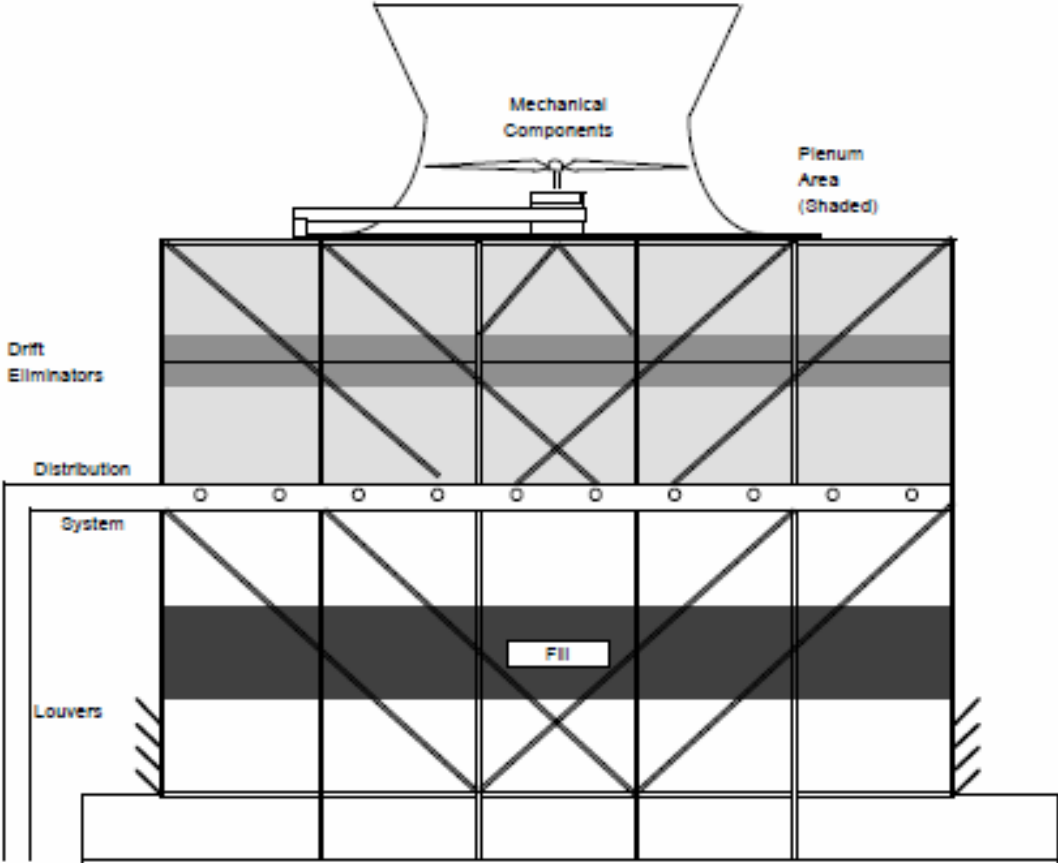 Mechanical
Components
Plenum
Area
(Shaded)
Drift
Eliminators
Distribution
System
Fill
Louvers